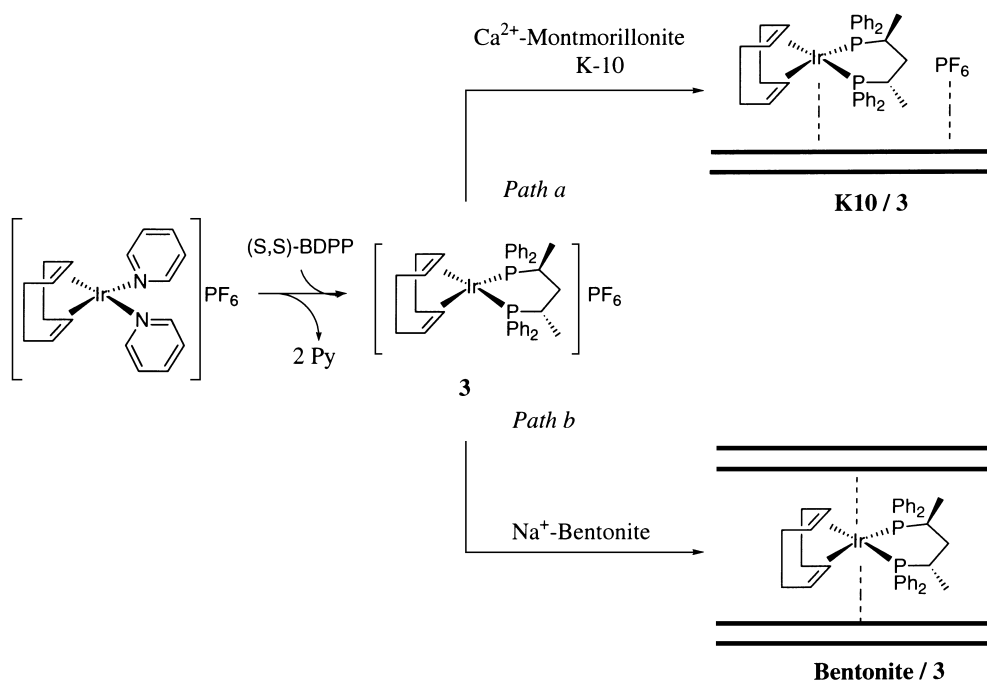 Ca²⁺-Montmorillonite
K-10
Ph₂
P
Ir
P
Ph₂
PF₆
K10 / 3
Path a
(S,S)-BDPP
N
Ir
N
PF₆
2 Py
Ph₂
P
Ir
P
Ph₂
PF₆
3
Path b
Na⁺-Bentonite
Ph₂
P
Ir
P
Ph₂
Bentonite / 3